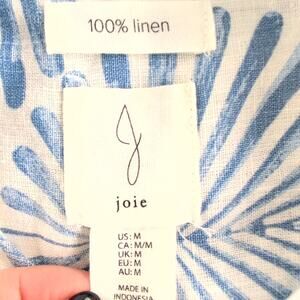 100% linen
J
joie
US: M
CA: M/M
UK: M
EU: M
AU: M
MADE IN
INDONESIA